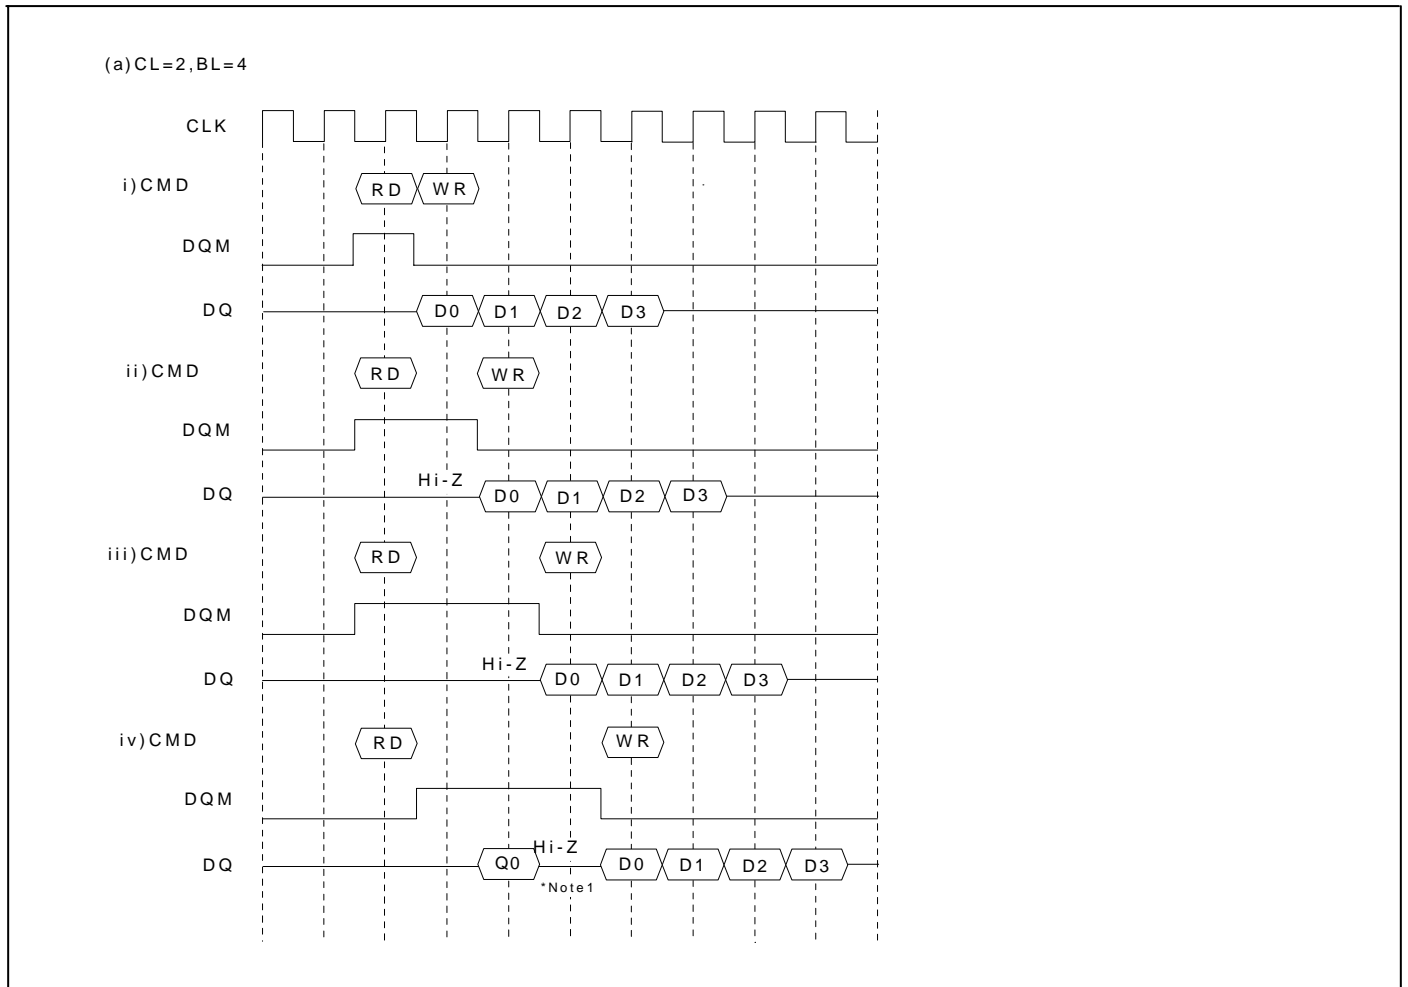 (a)CL=2,BL=4
CLK
i)CMD RD WR
DQM
DQ D0 D1 D2 D3
ii)CMD RD WR
DQM
Hi-Z
DQ D0 D1 D2 D3
iii)CMD RD WR
DQM
Hi-Z
DQ D0 D1 D2 D3
iv)CMD RD WR
DQM
Hi-Z
DQ Q0 D0 D1 D2 D3
*Note1